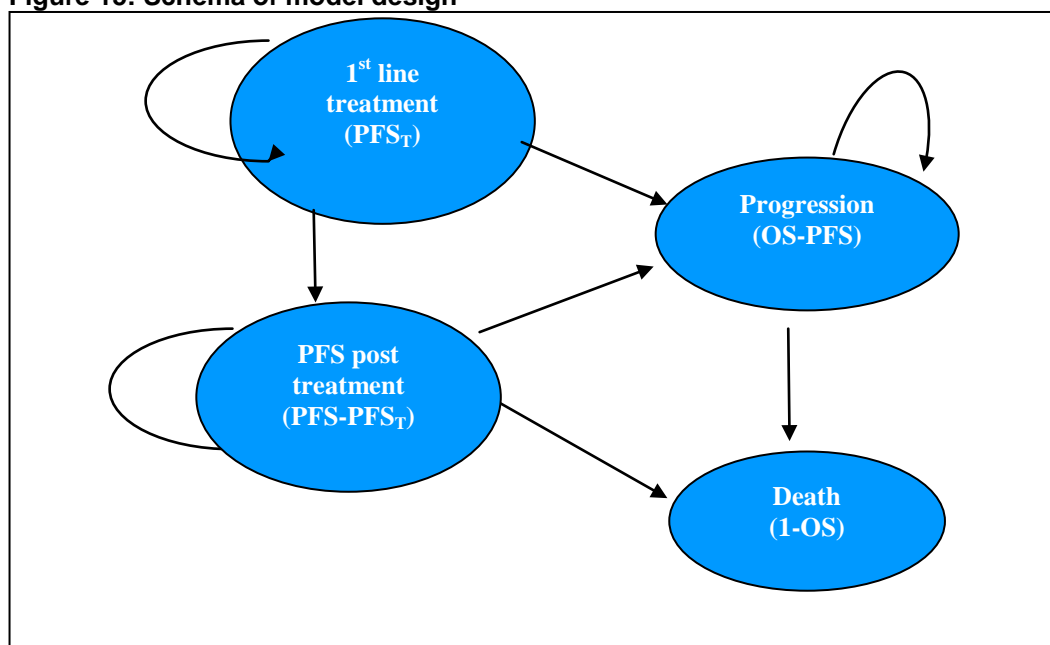 Figure Schema of model design
1st line
treatment
(PFST)
Progression
(OS-PFS)
PFS post
treatment
(PFS-PFST)
Death
(1-OS)